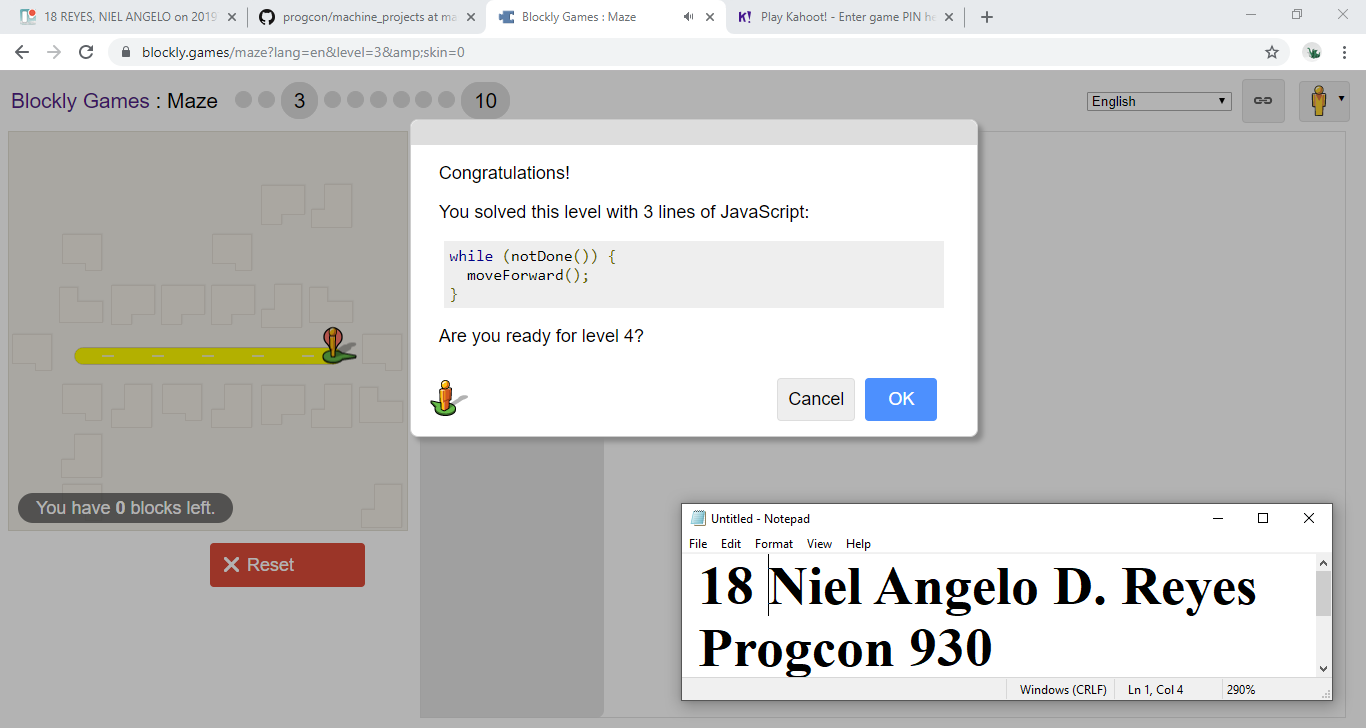 18 REYES, NIEL ANGELO on 2019
progcon/machine_projects at ma
Blockly Games : Maze
Play Kahoot! - Enter game PIN he
blockly.games/maze?lang=en&level=3&amp;skin=0
Blockly Games : Maze
3
10
English
Congratulations!
You solved this level with 3 lines of JavaScript:
while (notDone()) {
moveForward();
}
Are you ready for level 4?
Cancel
OK
You have 0 blocks left.
Reset
Untitled - Notepad
File Edit Format View Help
18 Niel Angelo D. Reyes
Progcon 930
Windows (CRLF) Ln 1, Col 4 290%